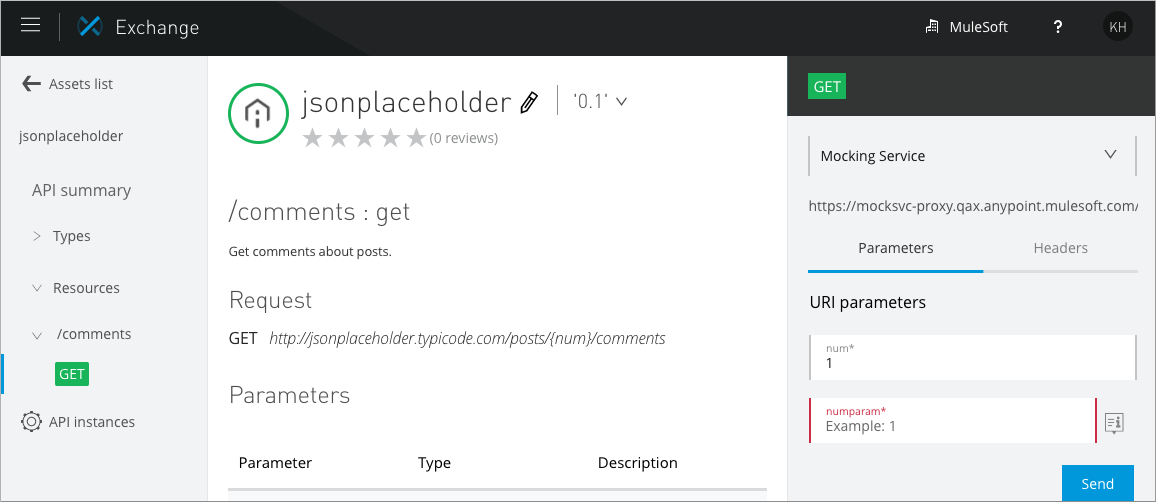 Exchange
MuleSoft
?
KH
Assets list
jsonplaceholder
API summary
Types
Resources
/comments
GET
API instances
jsonplaceholder
'0.1'
(0 reviews)
/comments : get
Get comments about posts.
Request
GET http://jsonplaceholder.typicode.com/posts/{num}/comments
Parameters
Parameter Type Description
GET
Mocking Service
https://mocksvc-proxy.qax.anypoint.mulesoft.com/
Parameters Headers
URI parameters
num*
1
numparam*
Example: 1
Send